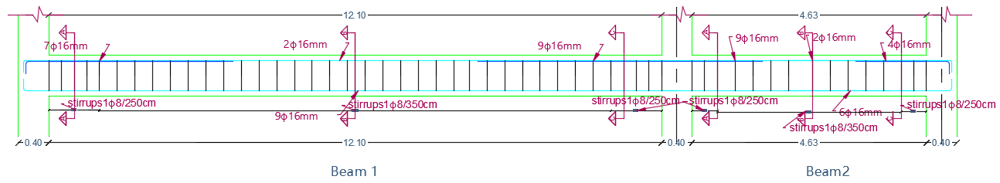 12.10 4.63
A B C A B C
7ϕ16mm 2ϕ16mm 9ϕ16mm 9ϕ16mm 2ϕ16mm 4ϕ16mm
stirrups1ϕ8/250cm stirrups1ϕ8/350cm stirrups1ϕ8/250cm stirrups1ϕ8/250cm stirrups1ϕ8/250cm
9ϕ16mm 6ϕ16mm
A B C A B C
stirrups1ϕ8/350cm
0.40 12.10 0.40 4.63 0.40
Beam 1 Beam2